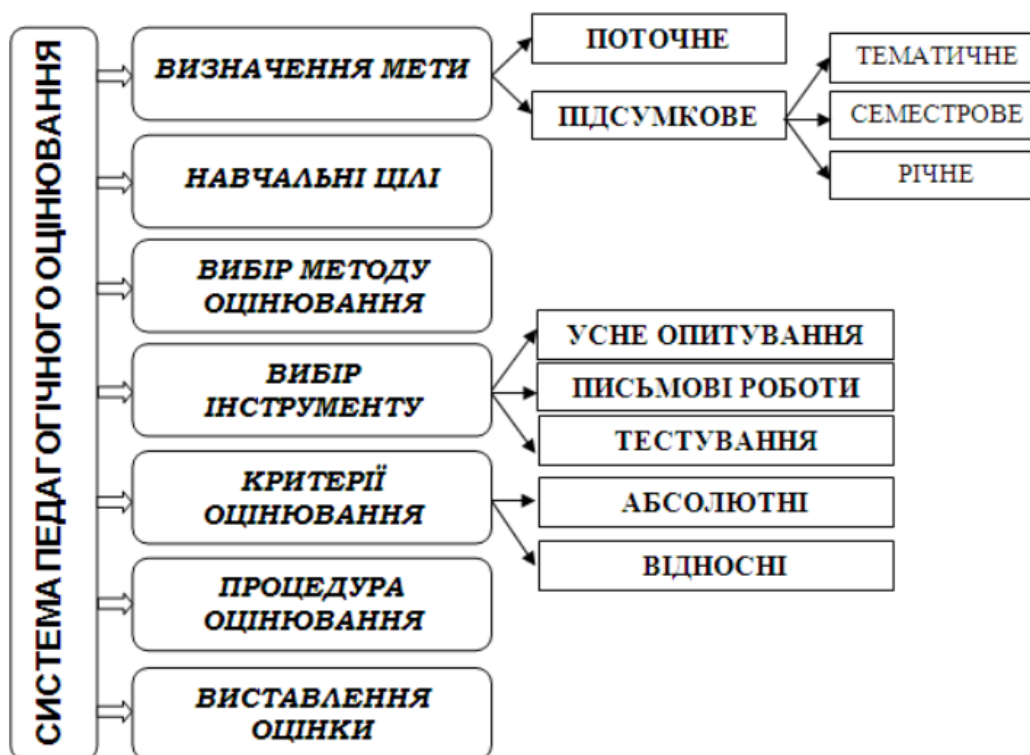 СИСТЕМА ПЕДАГОГІЧНОГО ОЦІНЮВАННЯ
ВИЗНАЧЕННЯ МЕТИ
ПОТОЧНЕ
ПІДСУМКОВЕ
ТЕМАТИЧНЕ
СЕМЕСТРОВЕ
РІЧНЕ
НАВЧАЛЬНІ ЦІЛІ
ВИБІР МЕТОДУ
ОЦІНЮВАННЯ
ВИБІР
ІНСТРУМЕНТУ
УСНЕ ОПИТУВАННЯ
ПИСЬМОВІ РОБОТИ
ТЕСТУВАННЯ
КРИТЕРІЇ
ОЦІНЮВАННЯ
АБСОЛЮТНІ
ВІДНОСНІ
ПРОЦЕДУРА
ОЦІНЮВАННЯ
ВИСТАВЛЕННЯ
ОЦІНКИ